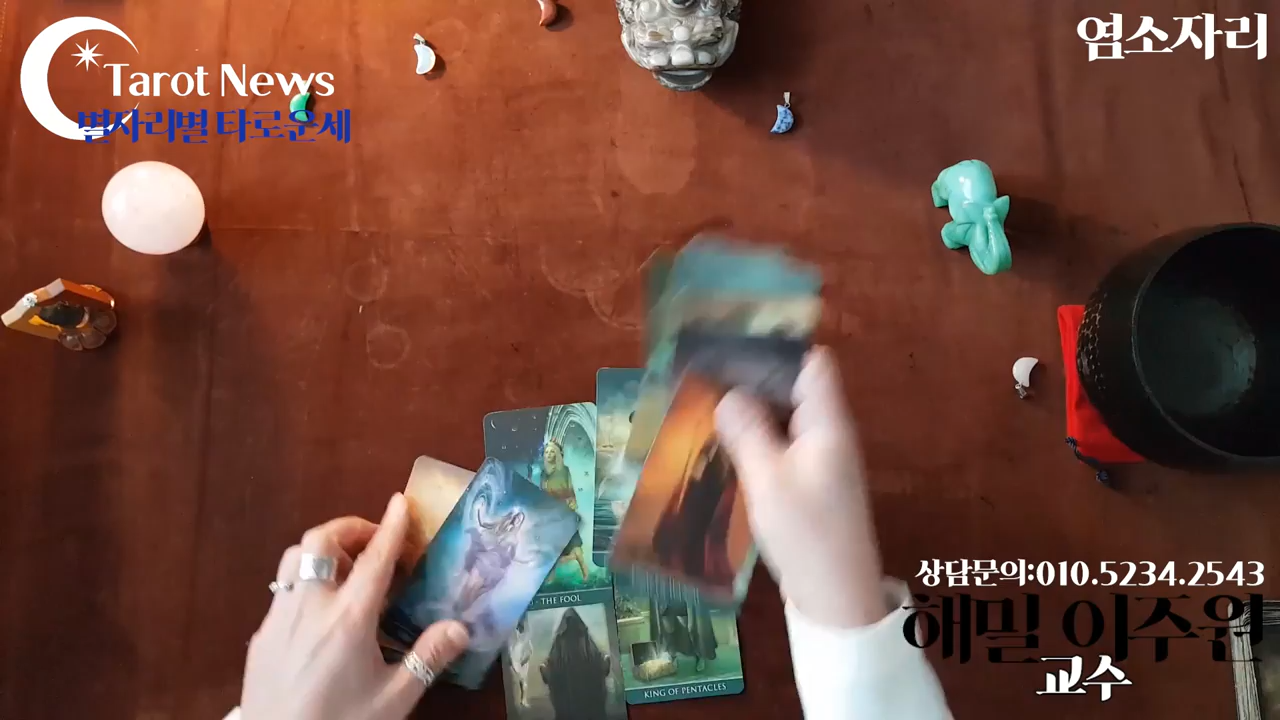 염소자리
Tarot News
별자리별 타로운세
THE FOOL
KING OF PENTACLES
상담문의:010.5234.2543
해밀 이주원
교수